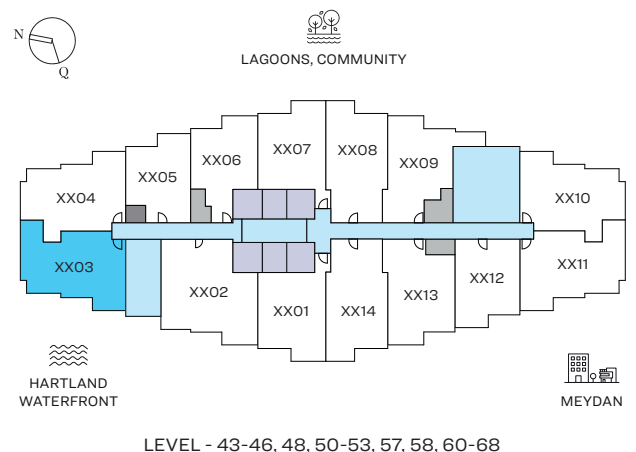 N
Q
LAGOONS, COMMUNITY
XX07
XX08
XX06
XX09
XX05
XX04
XX10
XX03
XX11
XX02
XX12
XX01
XX14
XX13
HARTLAND
WATERFRONT
MEYDAN
LEVEL - 43-46, 48, 50-53, 57, 58, 60-68